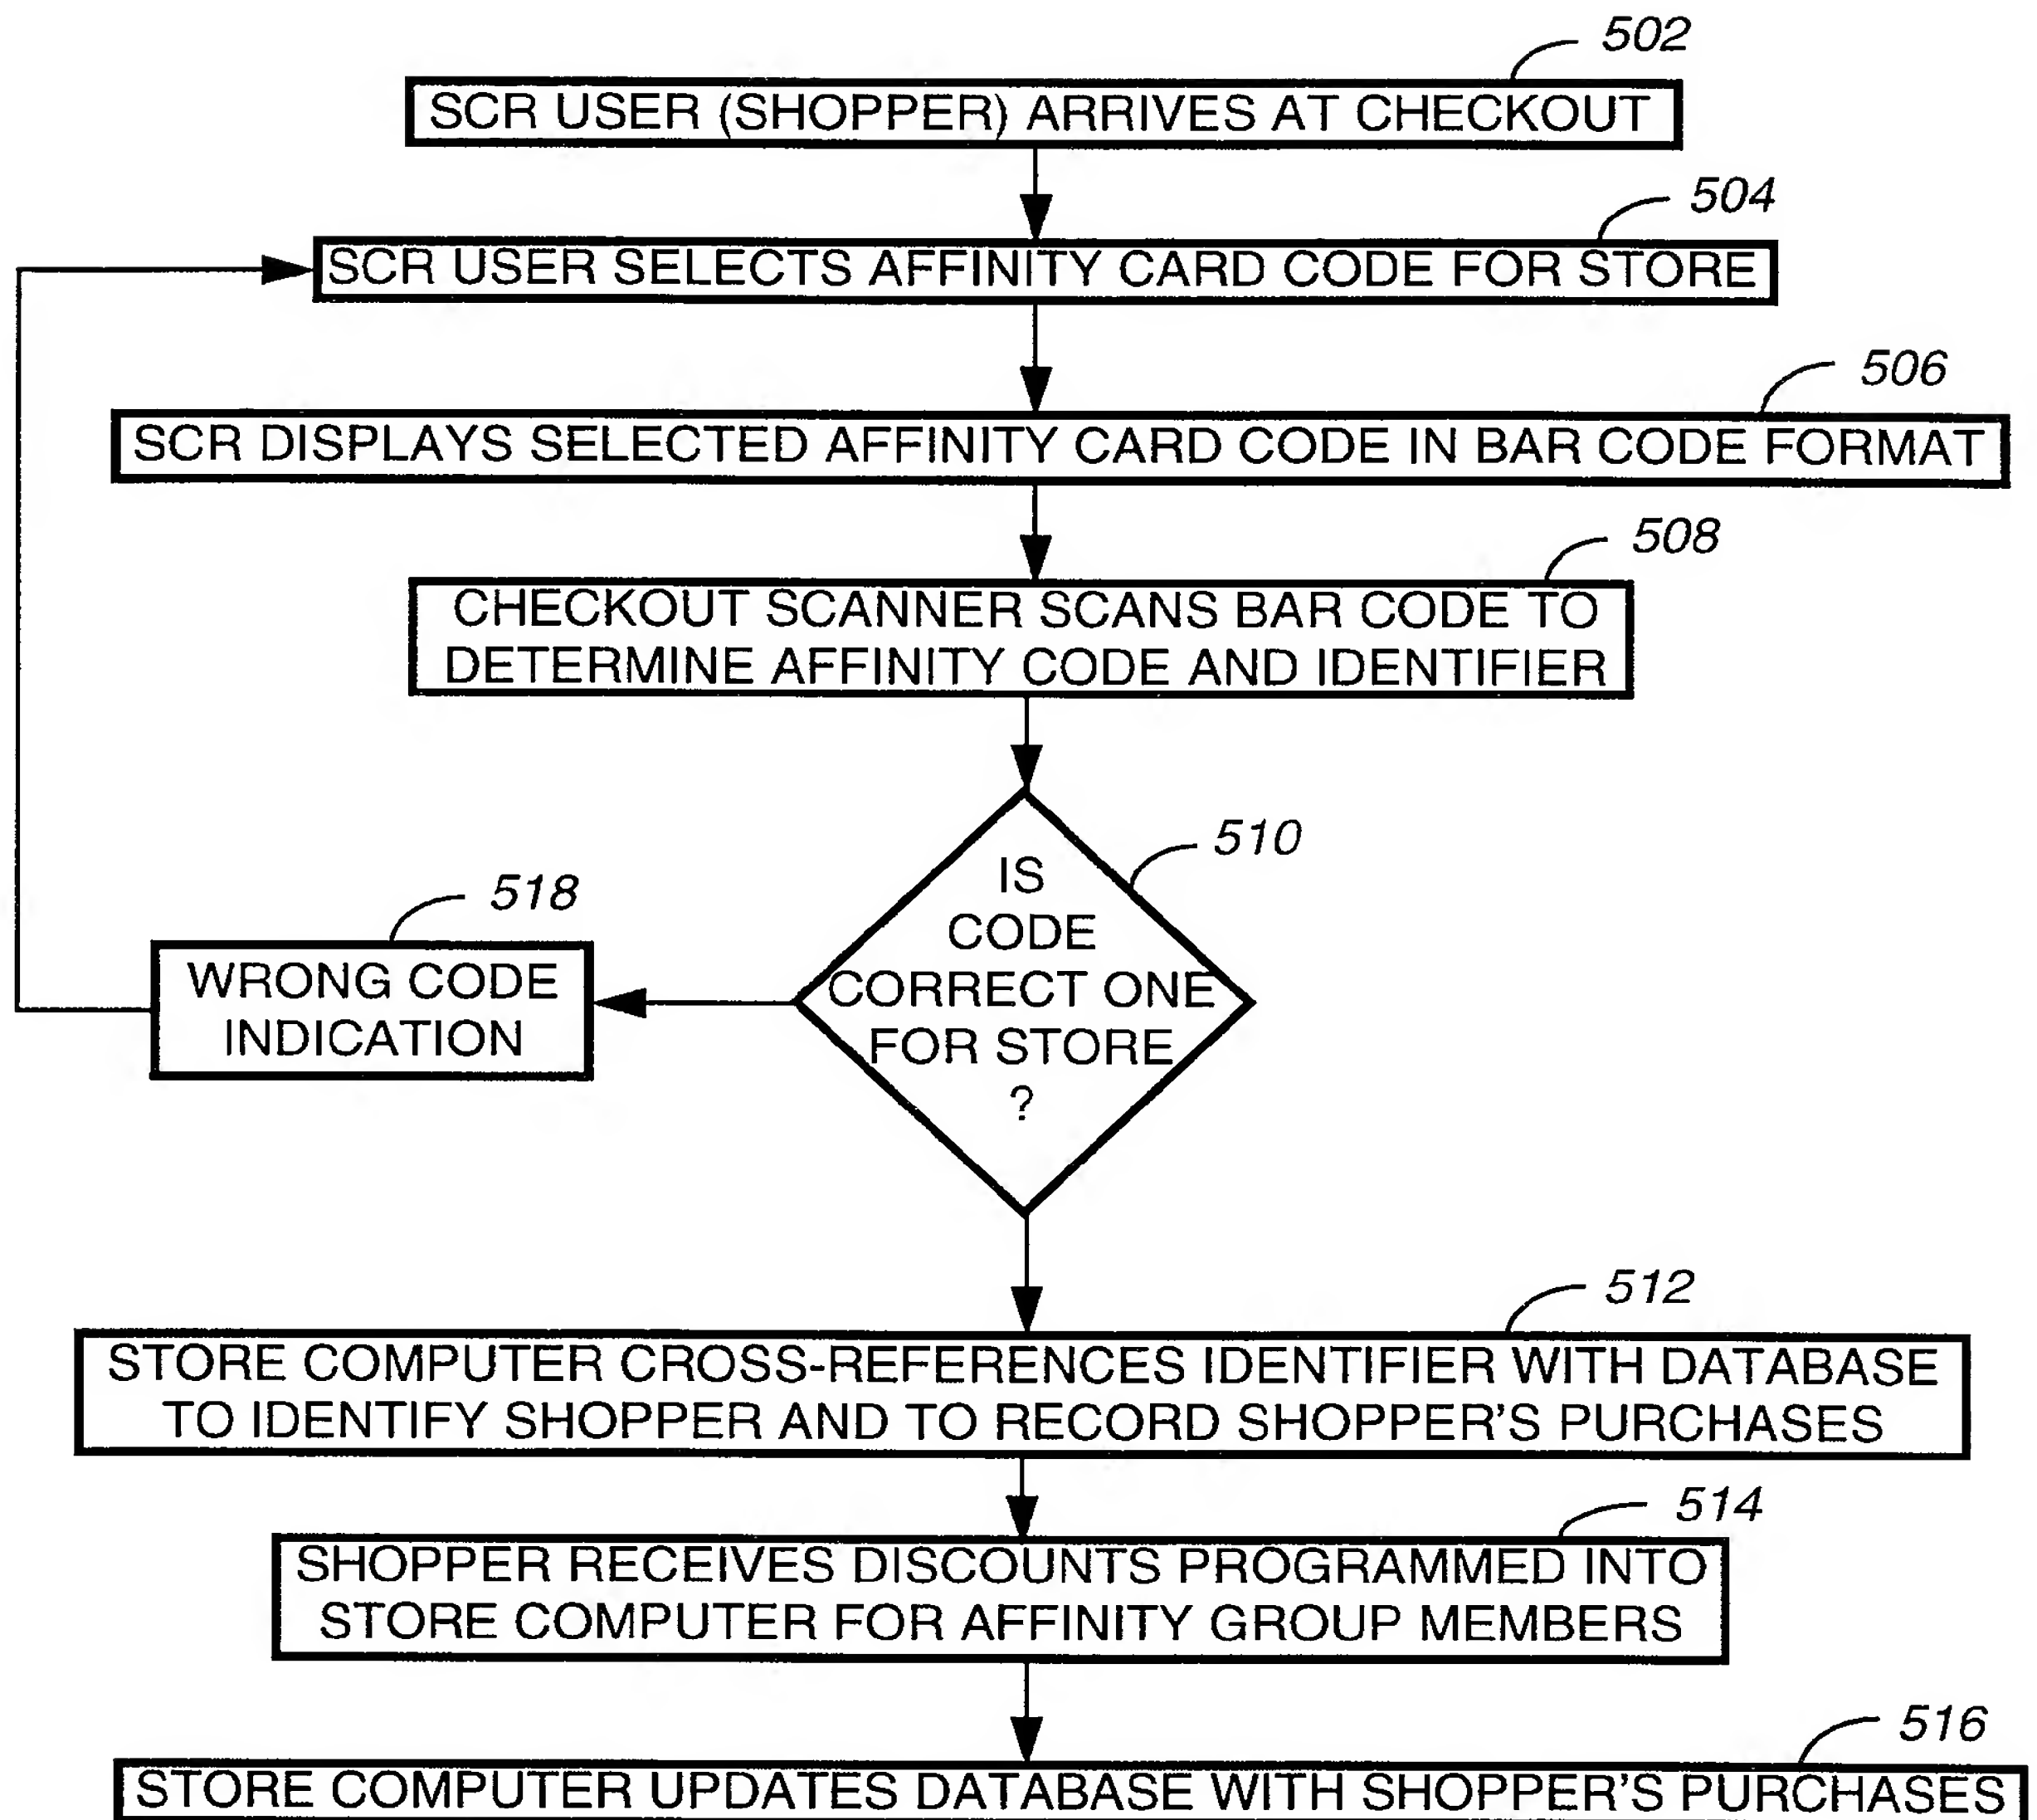 502
SCR USER (SHOPPER) ARRIVES AT CHECKOUT
504
SCR USER SELECTS AFFINITY CARD CODE FOR STORE
506
SCR DISPLAYS SELECTED AFFINITY CARD CODE IN BAR CODE FORMAT
508
CHECKOUT SCANNER SCANS BAR CODE TO
DETERMINE AFFINITY CODE AND IDENTIFIER
510
IS
CODE
CORRECT ONE
FOR STORE
?
518
WRONG CODE
INDICATION
512
STORE COMPUTER CROSS-REFERENCES IDENTIFIER WITH DATABASE
TO IDENTIFY SHOPPER AND TO RECORD SHOPPER'S PURCHASES
514
SHOPPER RECEIVES DISCOUNTS PROGRAMMED INTO
STORE COMPUTER FOR AFFINITY GROUP MEMBERS
516
STORE COMPUTER UPDATES DATABASE WITH SHOPPER'S PURCHASES